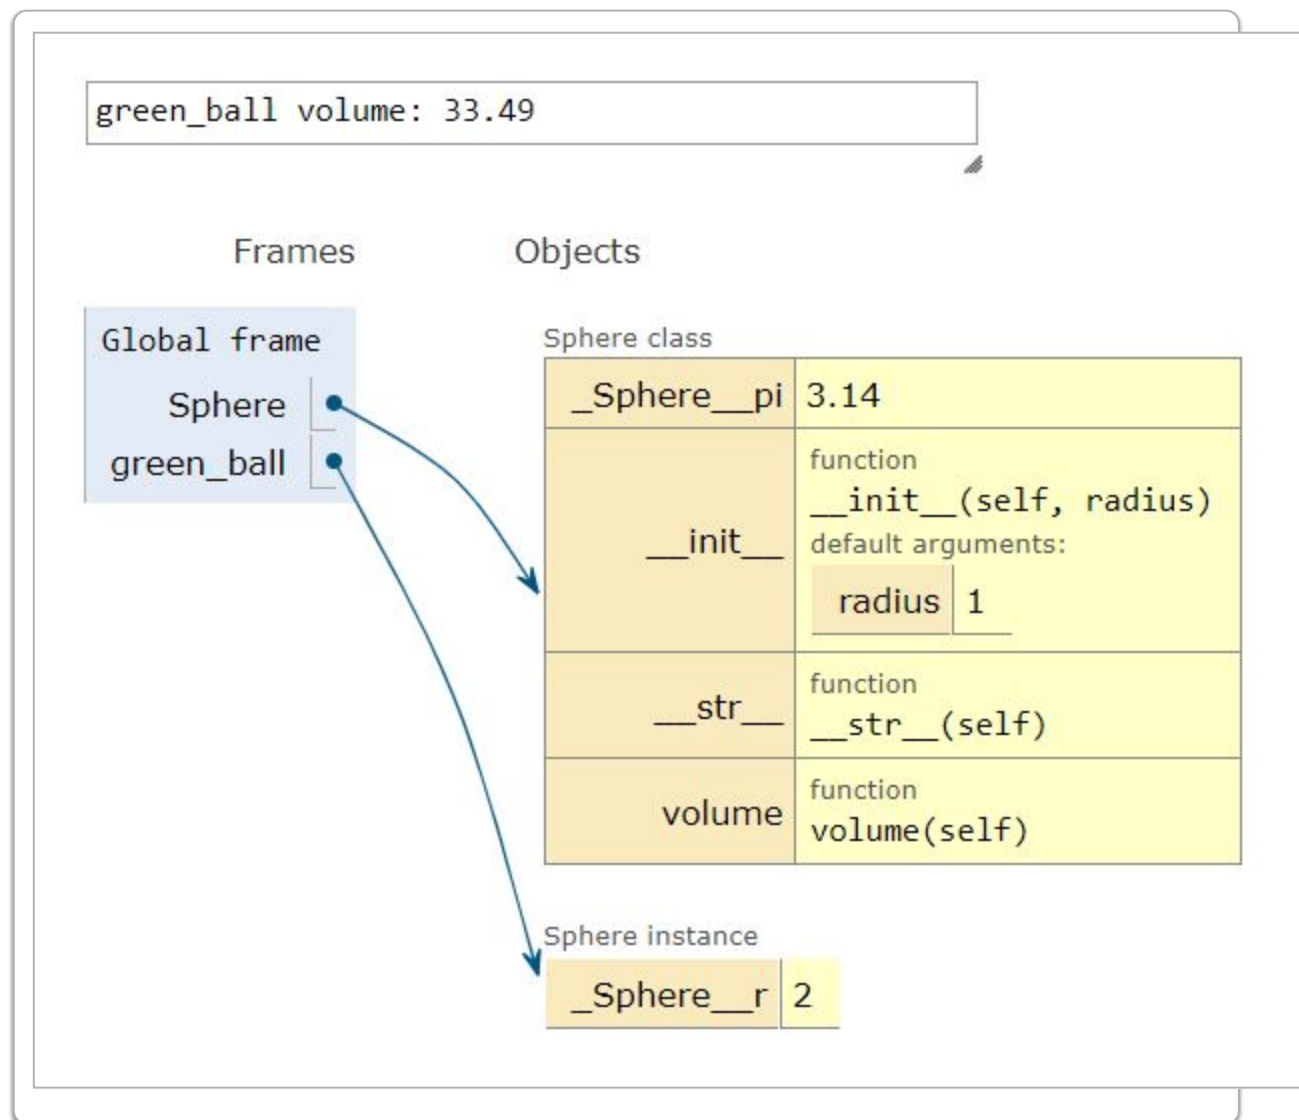 green_ball volume: 33.49
Frames
Objects
Global frame
Sphere
green_ball
Sphere class
_Sphere__pi 3.14
__init__
function
__init__(self, radius)
default arguments:
radius 1
__str__
function
__str__(self)
volume
function
volume(self)
Sphere instance
_Sphere__r 2